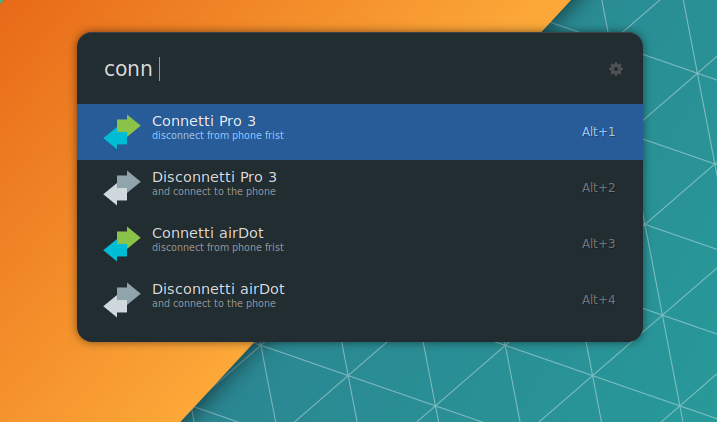 conn
Connetti Pro 3
disconnect from phone frist
Alt+1
Disconnetti Pro 3
and connect to the phone
Alt+2
Connetti airDot
disconnect from phone frist
Alt+3
Disconnetti airDot
and connect to the phone
Alt+4